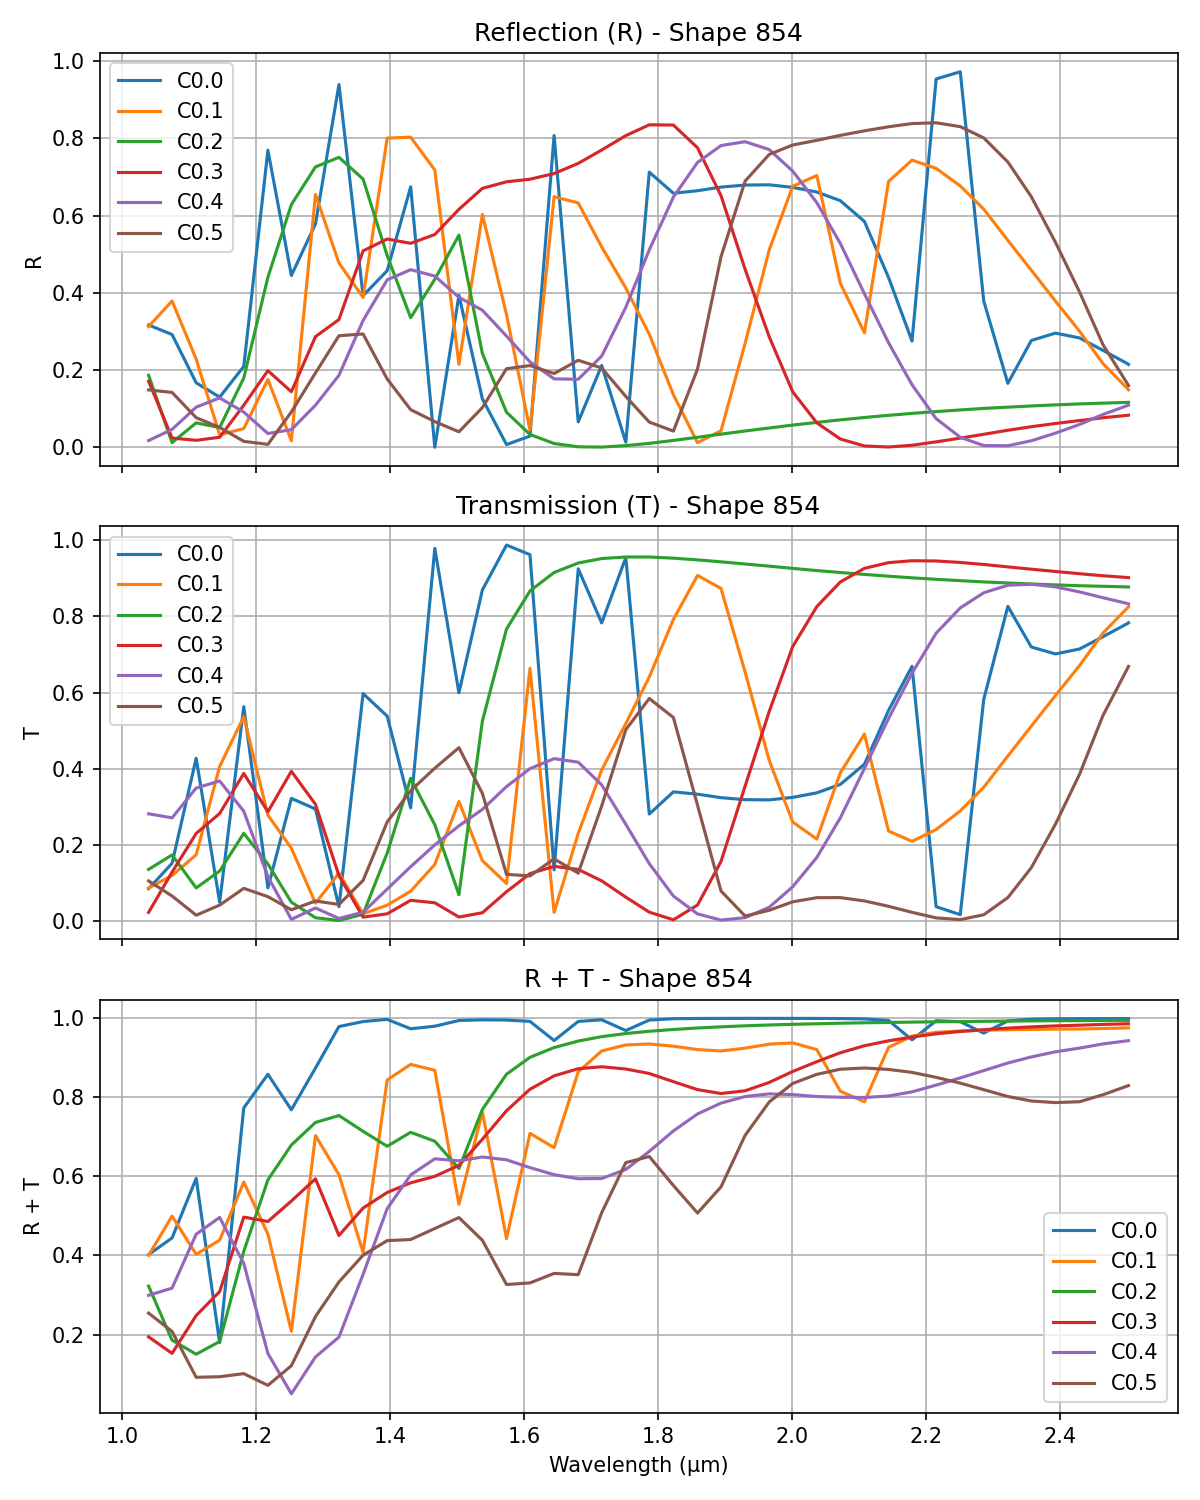 Reflection (R) - Shape 854
1.0
0.8
0.6
0.4
0.2
0.0
R
C0.0
C0.1
C0.2
C0.3
C0.4
C0.5
Transmission (T) - Shape 854
1.0
0.8
0.6
0.4
0.2
0.0
T
C0.0
C0.1
C0.2
C0.3
C0.4
C0.5
R + T - Shape 854
1.0
0.8
0.6
0.4
0.2
R + T
C0.0
C0.1
C0.2
C0.3
C0.4
C0.5
1.0 1.2 1.4 1.6 1.8 2.0 2.2 2.4
Wavelength (μm)